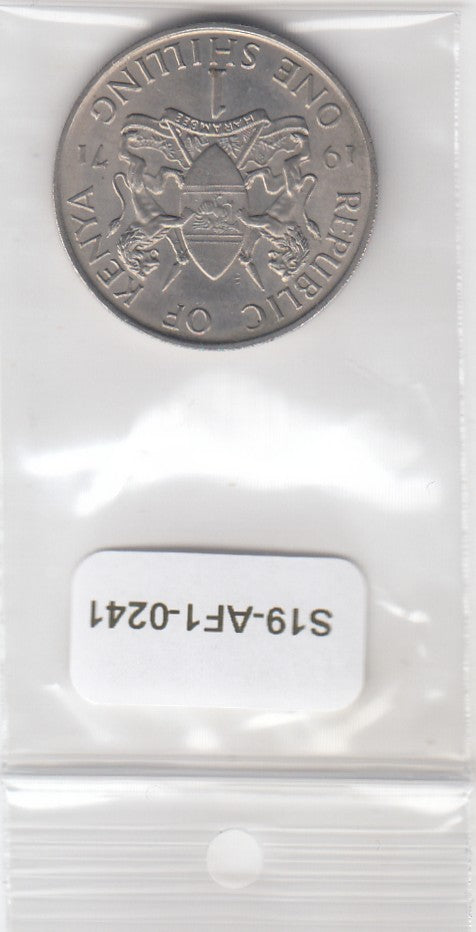 S19-AF1-0241
REPUBLIC OF KENYA
19 71
HARAMBEE
1
ONE SHILLING